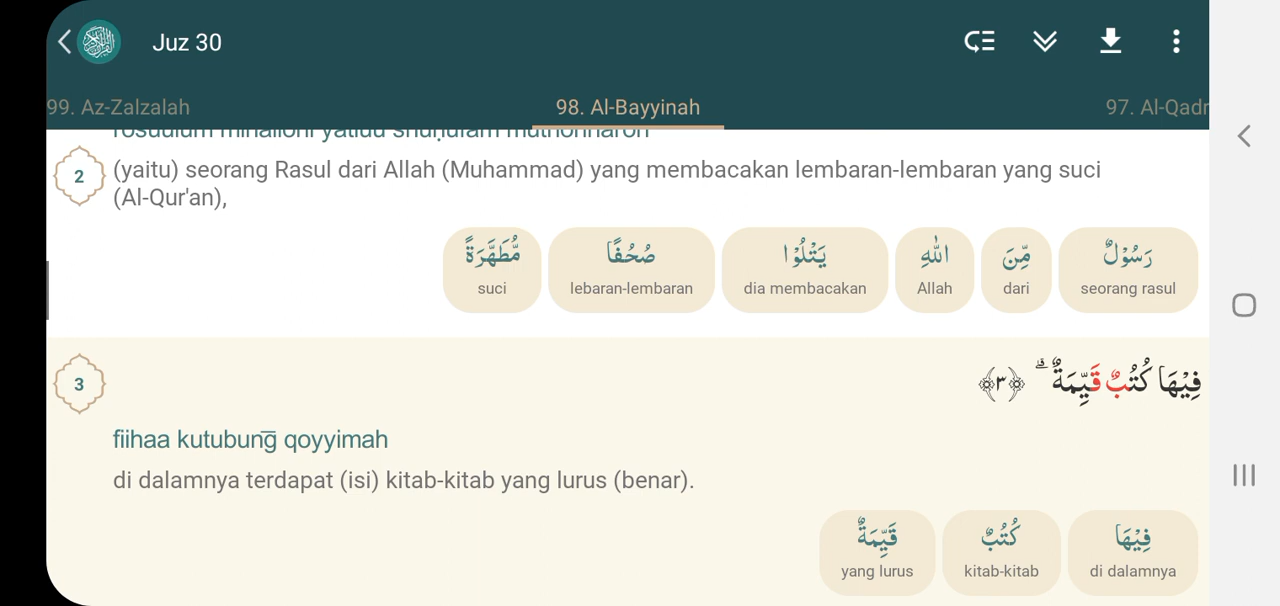 Juz 30
99. Az-Zalzalah
98. Al-Bayyinah
97. Al-Qadr
2
(yaitu) seorang Rasul dari Allah (Muhammad) yang membacakan lembaran-lembaran yang suci
(Al-Qur'an),
رَسُوْلٌ مِّنَ اللّٰهِ يَتْلُوْا صُحُفًا مُّطَهَّرَةً
seorang rasul dari Allah dia membacakan lebaran-lembaran suci
3
فِيْهَا كُتُبٌ قَيِّمَةٌ ۗ ﴿٣﴾
fiihaa kutubung̅ qoyyimah
di dalamnya terdapat (isi) kitab-kitab yang lurus (benar).
فِيْهَا كُتُبٌ قَيِّمَةٌ
di dalamnya kitab-kitab yang lurus